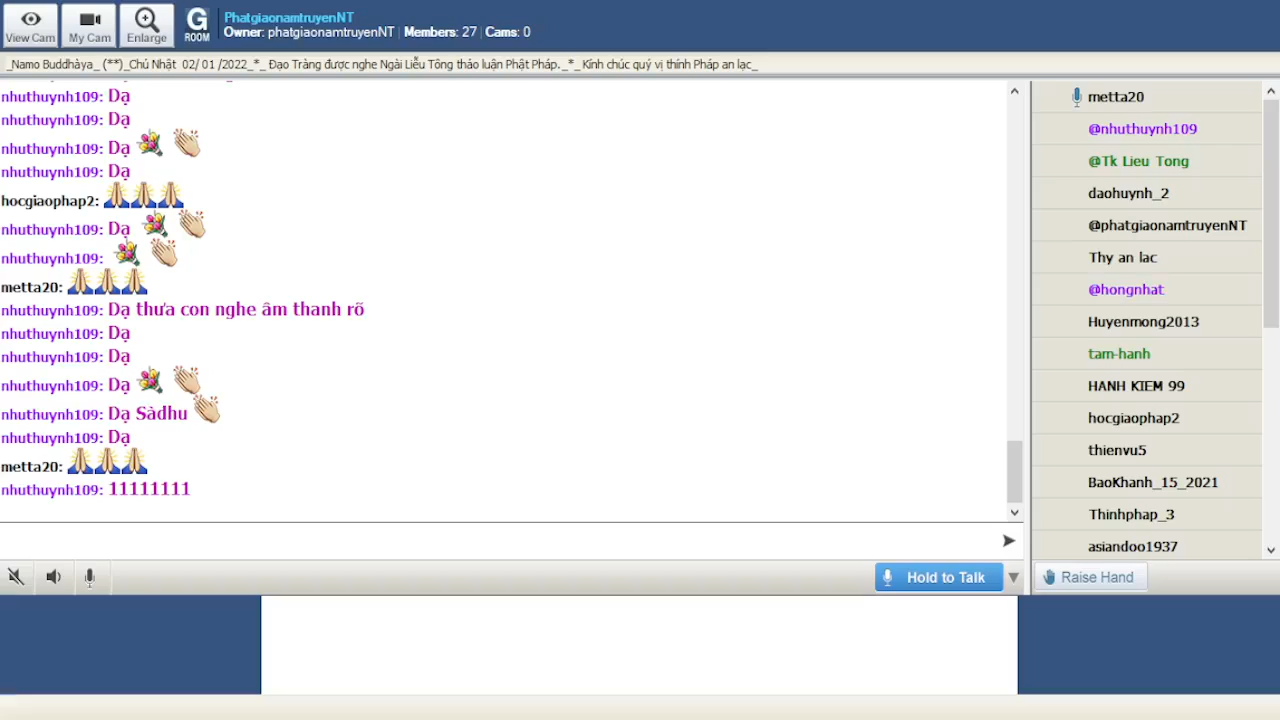 View Cam
My Cam
Enlarge
G
ROOM
PhatgiaonamtruyenNT
Owner: phatgiaonamtruyenNT | Members: 27 | Cams: 0
_Namo Buddhàya_ (**)_Chủ Nhật 02/ 01 /2022_*_ Đạo Tràng được nghe Ngài Liễu Tông thảo luận Phật Pháp._*_ Kính chúc quý vị thính Pháp an lạc_
nhuthuynh109: Dạ
nhuthuynh109: Dạ
nhuthuynh109: Dạ
nhuthuynh109: Dạ
hocgiaophap2:
nhuthuynh109: Dạ
nhuthuynh109:
metta20:
nhuthuynh109: Dạ thưa con nghe âm thanh rõ
nhuthuynh109: Dạ
nhuthuynh109: Dạ
nhuthuynh109: Dạ
nhuthuynh109: Dạ Sàdhu
nhuthuynh109: Dạ
metta20:
nhuthuynh109: 11111111
metta20
@nhuthuynh109
@Tk Lieu Tong
daohuynh_2
@phatgiaonamtruyenNT
Thy an lac
@hongnhat
Huyenmong2013
tam-hanh
HANH KIEM 99
hocgiaophap2
thienvu5
BaoKhanh_15_2021
Thinhphap_3
asiandoo1937
Hold to Talk
Raise Hand